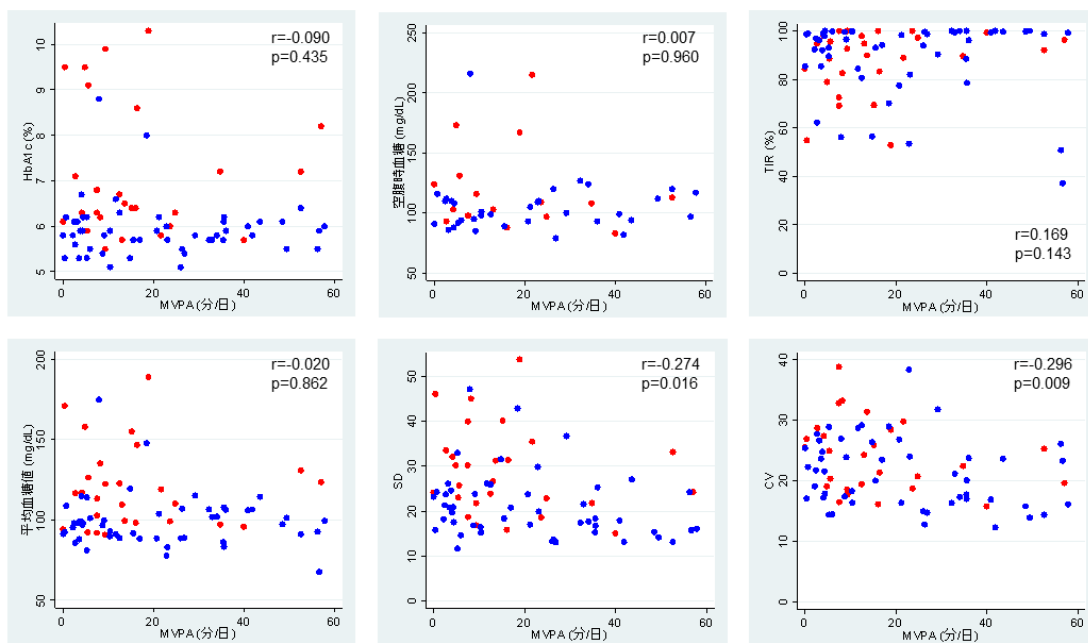 HbA1c (%)
10
9
8
7
6
5
r=-0.090
p=0.435
0 20 40 60
MVPA (分/日)
空腹時血糖 (mg/dL)
250
200
150
100
50
r=0.007
p=0.960
0 20 40 60
MVPA (分/日)
TIR (%)
100
80
60
40
20
0
r=0.169
p=0.143
0 20 40 60
MVPA (分/日)
平均血糖値 (mg/dL)
200
150
100
50
r=-0.020
p=0.862
0 20 40 60
MVPA (分/日)
SD
50
40
30
20
10
0
r=-0.274
p=0.016
0 20 40 60
MVPA (分/日)
CV
40
30
20
10
0
r=-0.296
p=0.009
0 20 40 60
MVPA (分/日)